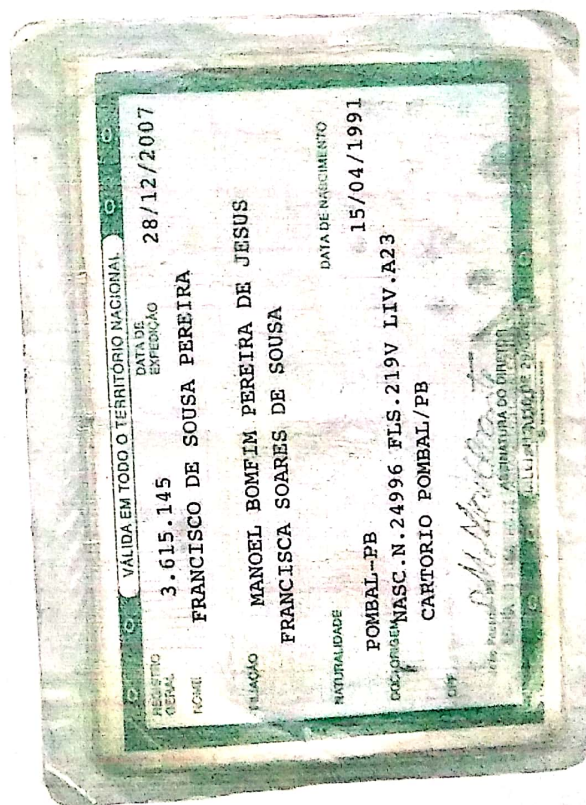 VÁLIDA EM TODO O TERRITÓRIO NACIONAL
REGISTRO GERAL 3.615.145 DATA DE EXPEDIÇÃO 28/12/2007
NOME FRANCISCO DE SOUSA PEREIRA
FILIAÇÃO MANOEL BOMFIM PEREIRA DE JESUS
FRANCISCA SOARES DE SOUSA
NATURALIDADE DATA DE NASCIMENTO
POMBAL-PB 15/04/1991
DOC. ORIGEM NASC.N.24996 FLS.219V LIV.A23
CARTORIO POMBAL/PB
CPF
ASSINATURA DO DIRETOR